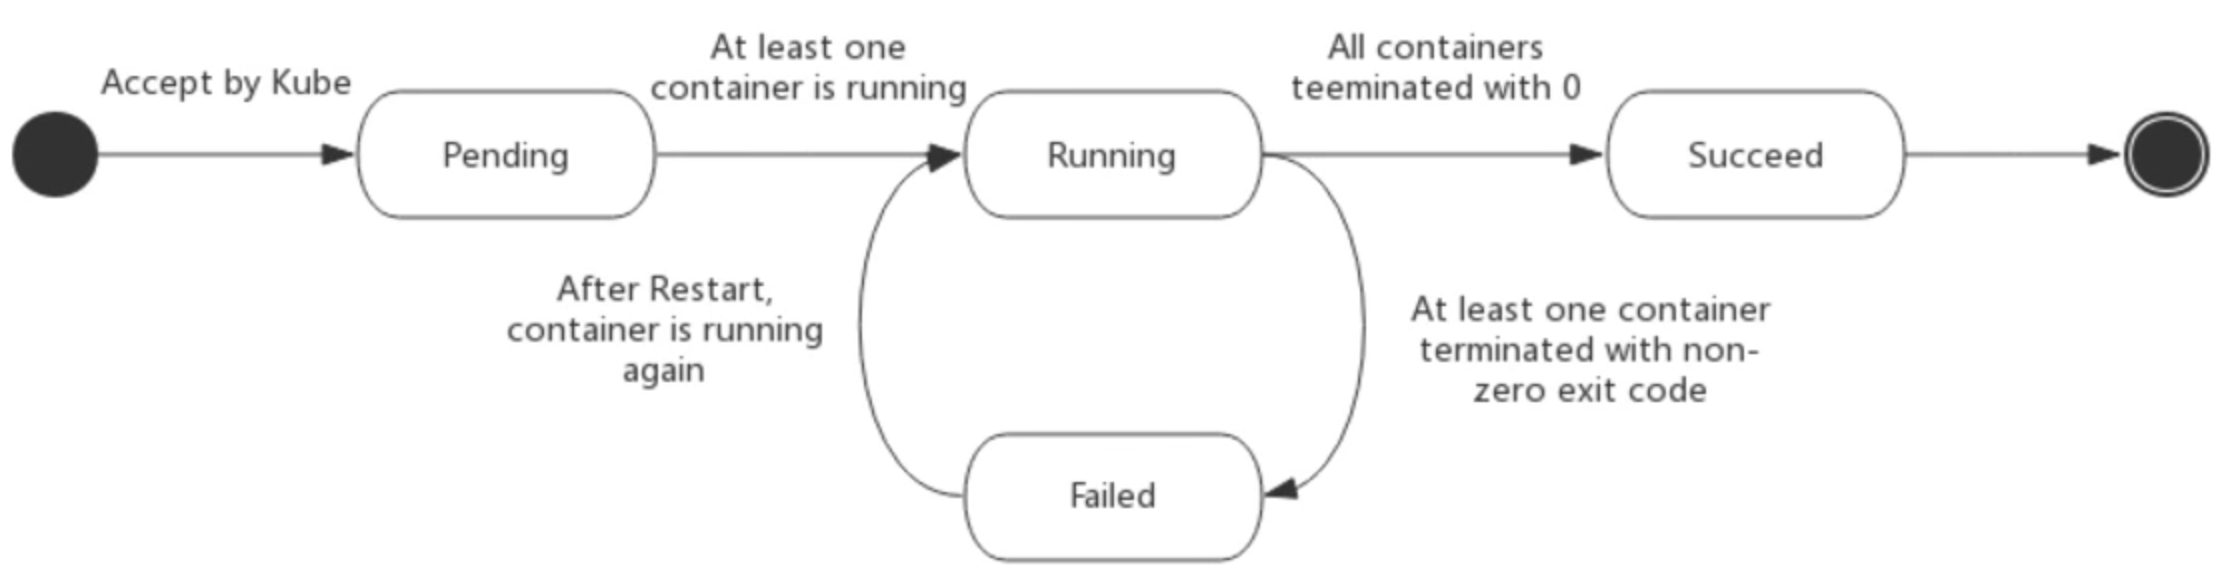 Accept by Kube
Pending
At least one
container is running
Running
All containers
teeminated with 0
Succeed
After Restart,
container is running
again
At least one container
terminated with non-
zero exit code
Failed